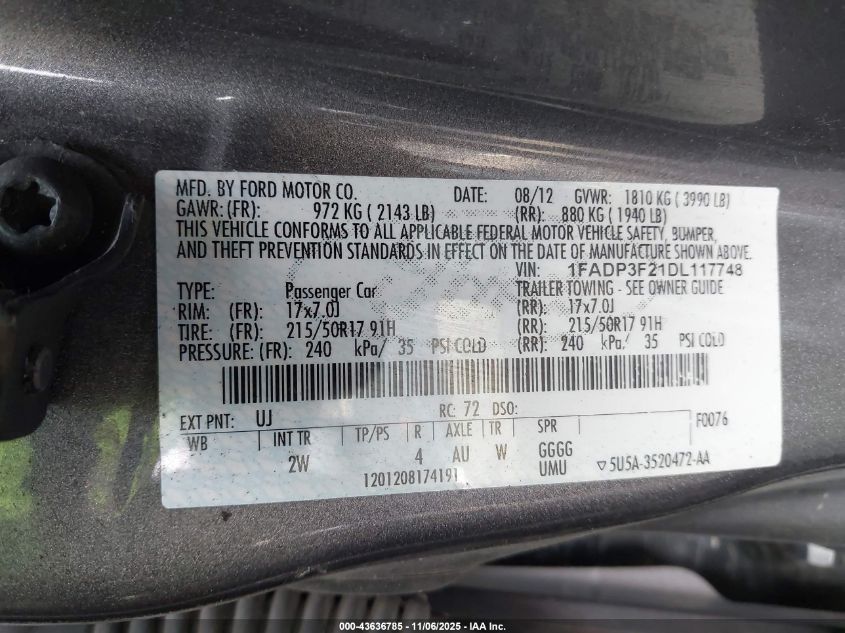 MFD. BY FORD MOTOR CO. DATE: 08/12 GVWR: 1810 KG ( 3990 LB)
GAWR: (FR): 972 KG ( 2143 LB) (RR): 880 KG ( 1940 LB)
THIS VEHICLE CONFORMS TO ALL APPLICABLE FEDERAL MOTOR VEHICLE SAFETY, BUMPER,
AND THEFT PREVENTION STANDARDS IN EFFECT ON THE DATE OF MANUFACTURE SHOWN ABOVE.
VIN: 1FADP3F21DL117748
TYPE: Passenger Car TRAILER TOWING - SEE OWNER GUIDE
RIM: (FR): 17x7.0J (RR): 17x7.0J
TIRE: (FR): 215/50R17 91H (RR): 215/50R17 91H
PRESSURE: (FR): 240 kPa/ 35 PSI COLD (RR): 240 kPa/ 35 PSI COLD
EXT PNT: UJ RC: 72 DSO: F0076
WB INT TR TP/PS R AXLE TR SPR
2W 4 AU W GGGG
UMU ▽5U5A-3520472-AA
1201208174191
000-43636785 - 11/06/2025 - IAA Inc.